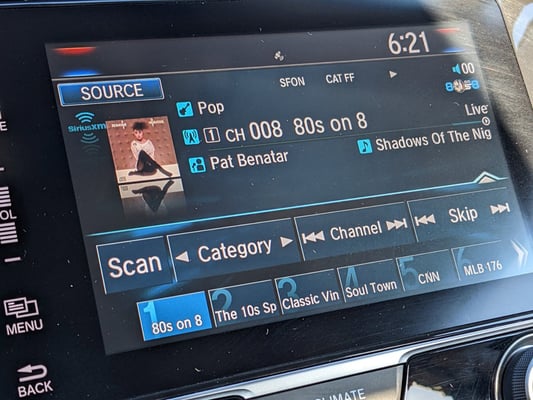 6:21
SOURCE
SFON CAT FF
00
SiriusXM
Pop
Live
1 CH 008 80s on 8
Pat Benatar
Shadows Of The Nig
Scan
Category
Channel
Skip
1 80s on 8
2 The 10s Sp
3 Classic Vin
4 Soul Town
5 CNN
6 MLB 176
MENU
BACK